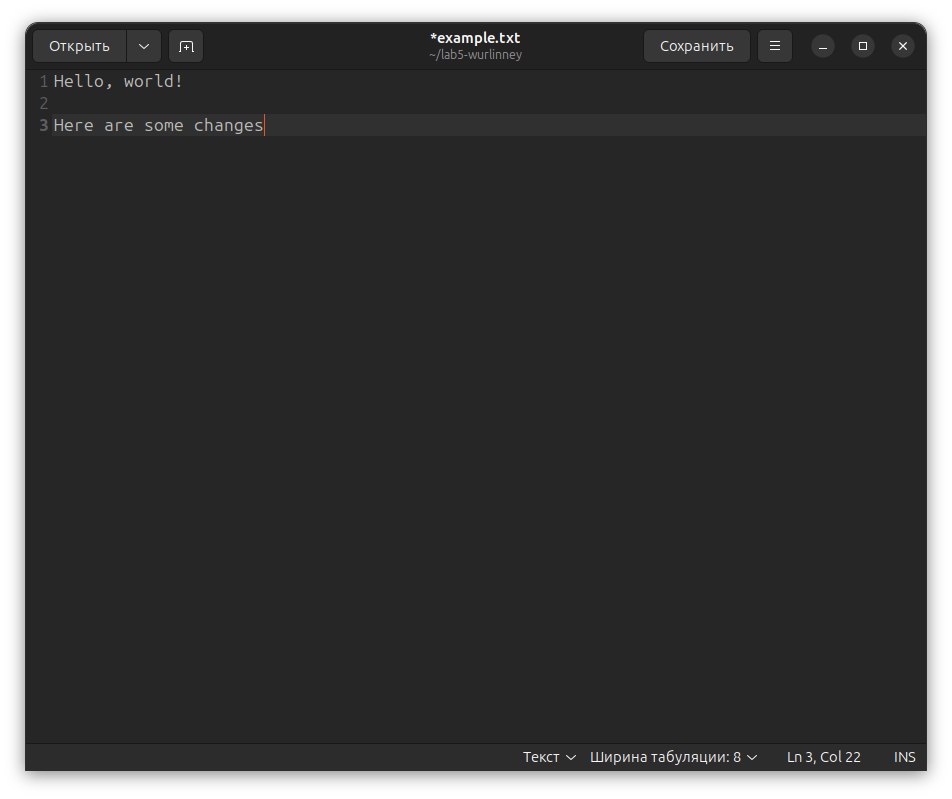 Открыть
*example.txt
~/lab5-wurlinney
Сохранить
1 Hello, world!
2
3 Here are some changes
Текст Ширина табуляции: 8 Ln 3, Col 22 INS